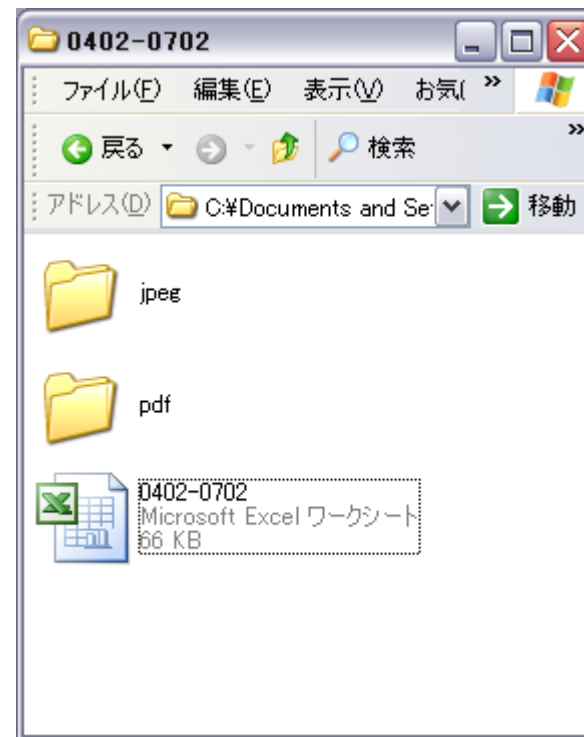 0402-0702
ファイル(F) 編集(E) 表示(V) お気( »
戻る 検索 »
アドレス(D) C:¥Documents and Se 移動
jpeg
pdf
0402-0702
Microsoft Excel ワークシート
66 KB